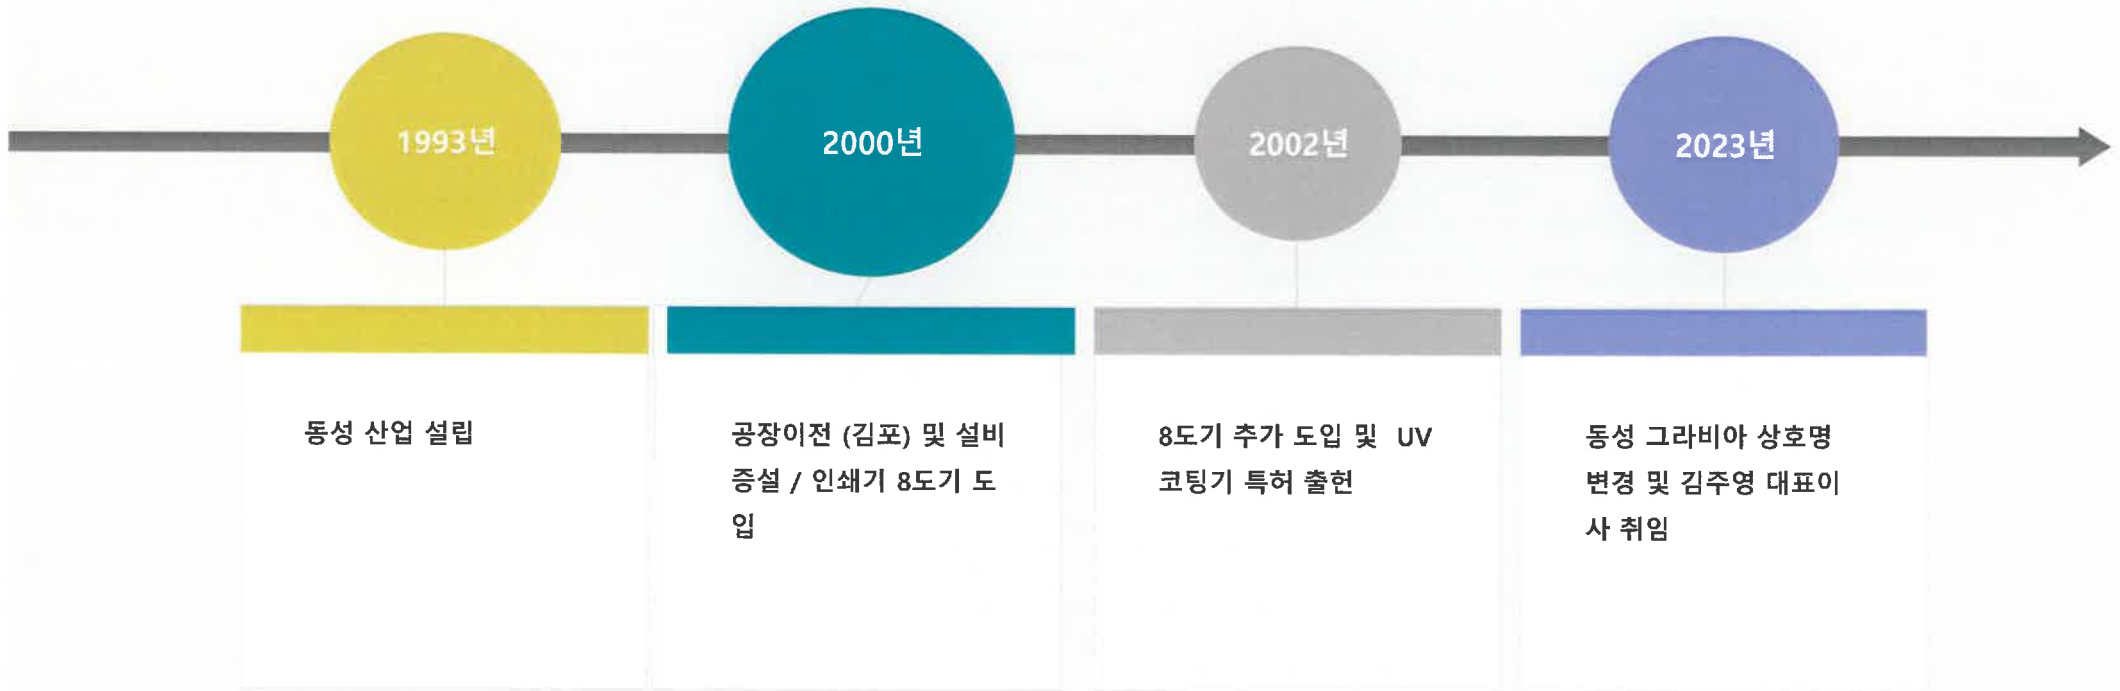 1993년
2000년
2002년
2023년
동성 산업 설립
공장이전 (김포) 및 설비
증설 / 인쇄기 8도기 도
입
8도기 추가 도입 및 UV
코팅기 특허 출현
동성 그라비아 상호명
변경 및 김주영 대표이
사 취임